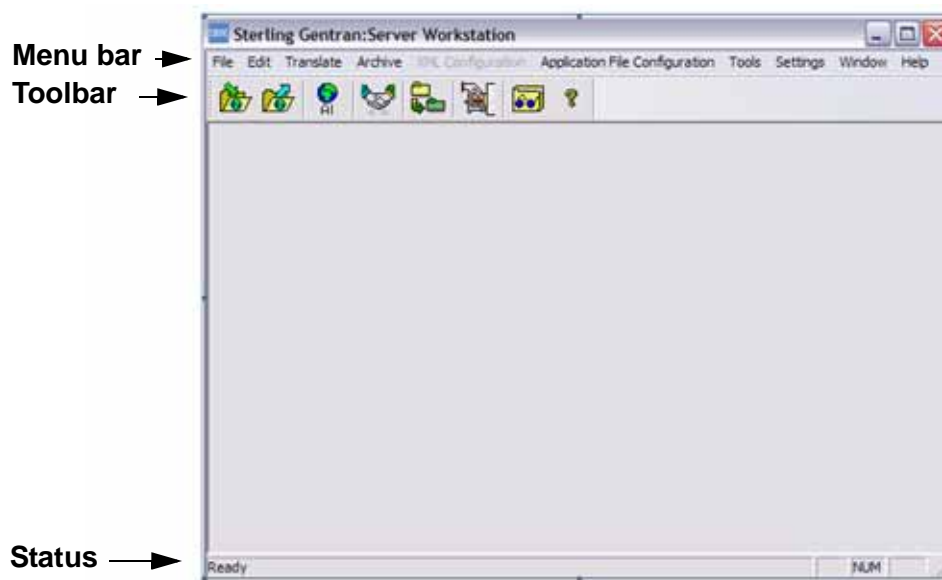 Sterling Gentran:Server Workstation
Menu bar
File Edit Translate Archive XML Configuration Application File Configuration Tools Settings Window Help
Toolbar
AI
Status
Ready NUM